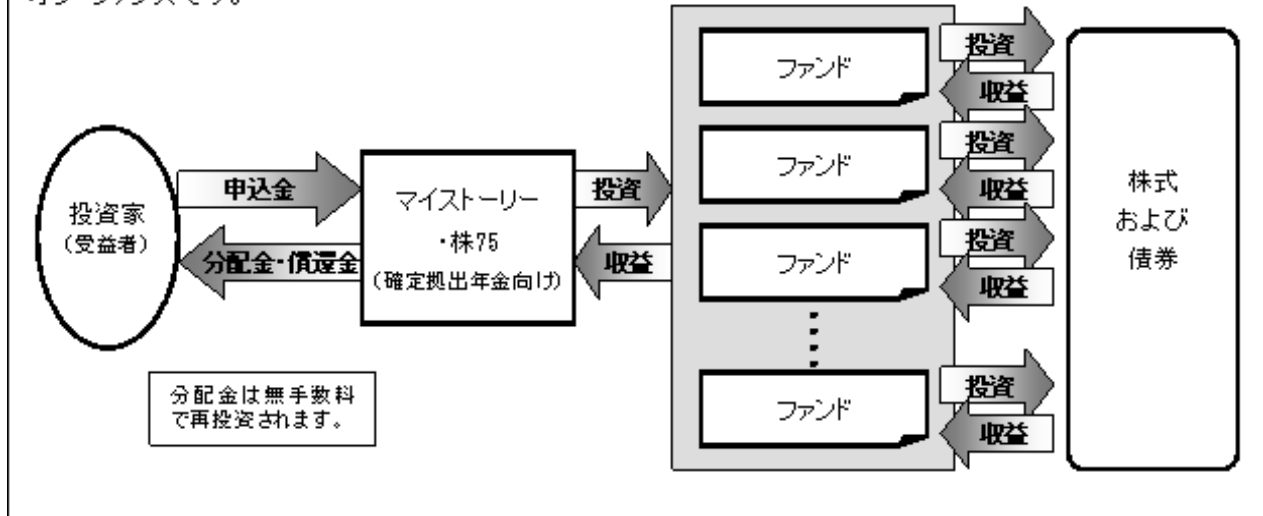 投資
ファンド
収益
投資
ファンド
収益
申込金
マイストーリー
・株75
(確定拠出年金向け)
投資
投資家
(受益者)
分配金・償還金
収益
株式
および
債券
投資
ファンド
収益
分配金は無手数料
で再投資されます。
投資
ファンド
収益